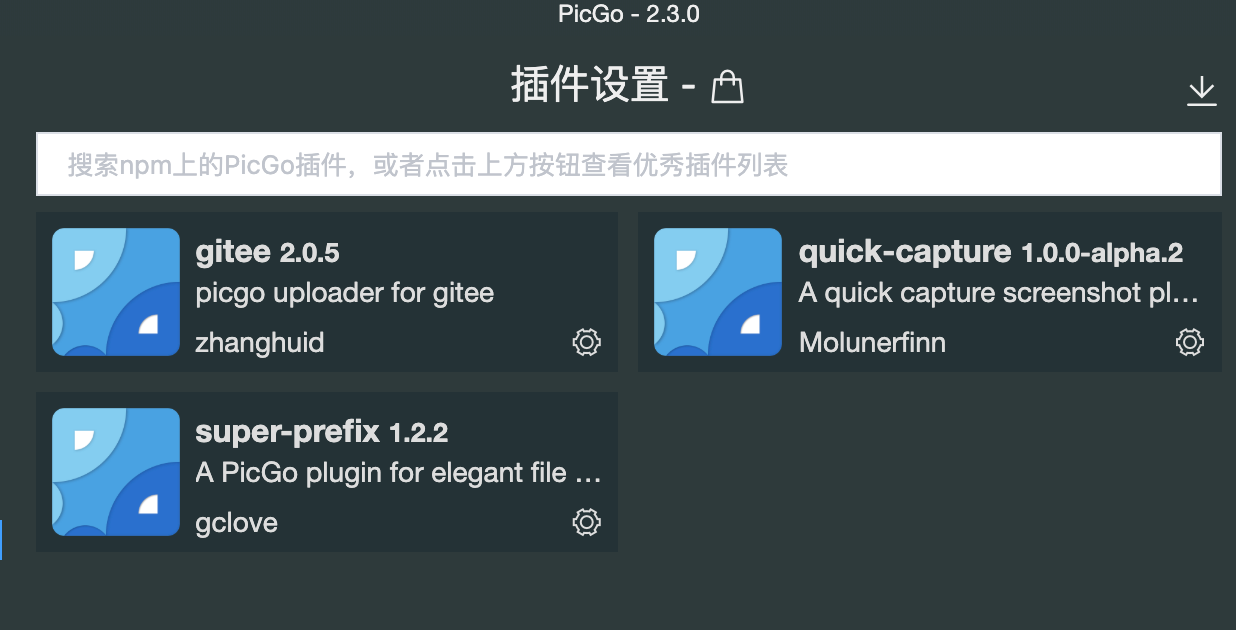 PicGo - 2.3.0
插件设置 -
搜索npm上的PicGo插件，或者点击上方按钮查看优秀插件列表
gitee 2.0.5
picgo uploader for gitee
zhanghuid
quick-capture 1.0.0-alpha.2
A quick capture screenshot pl…
Molunerfinn
super-prefix 1.2.2
A PicGo plugin for elegant file …
gclove